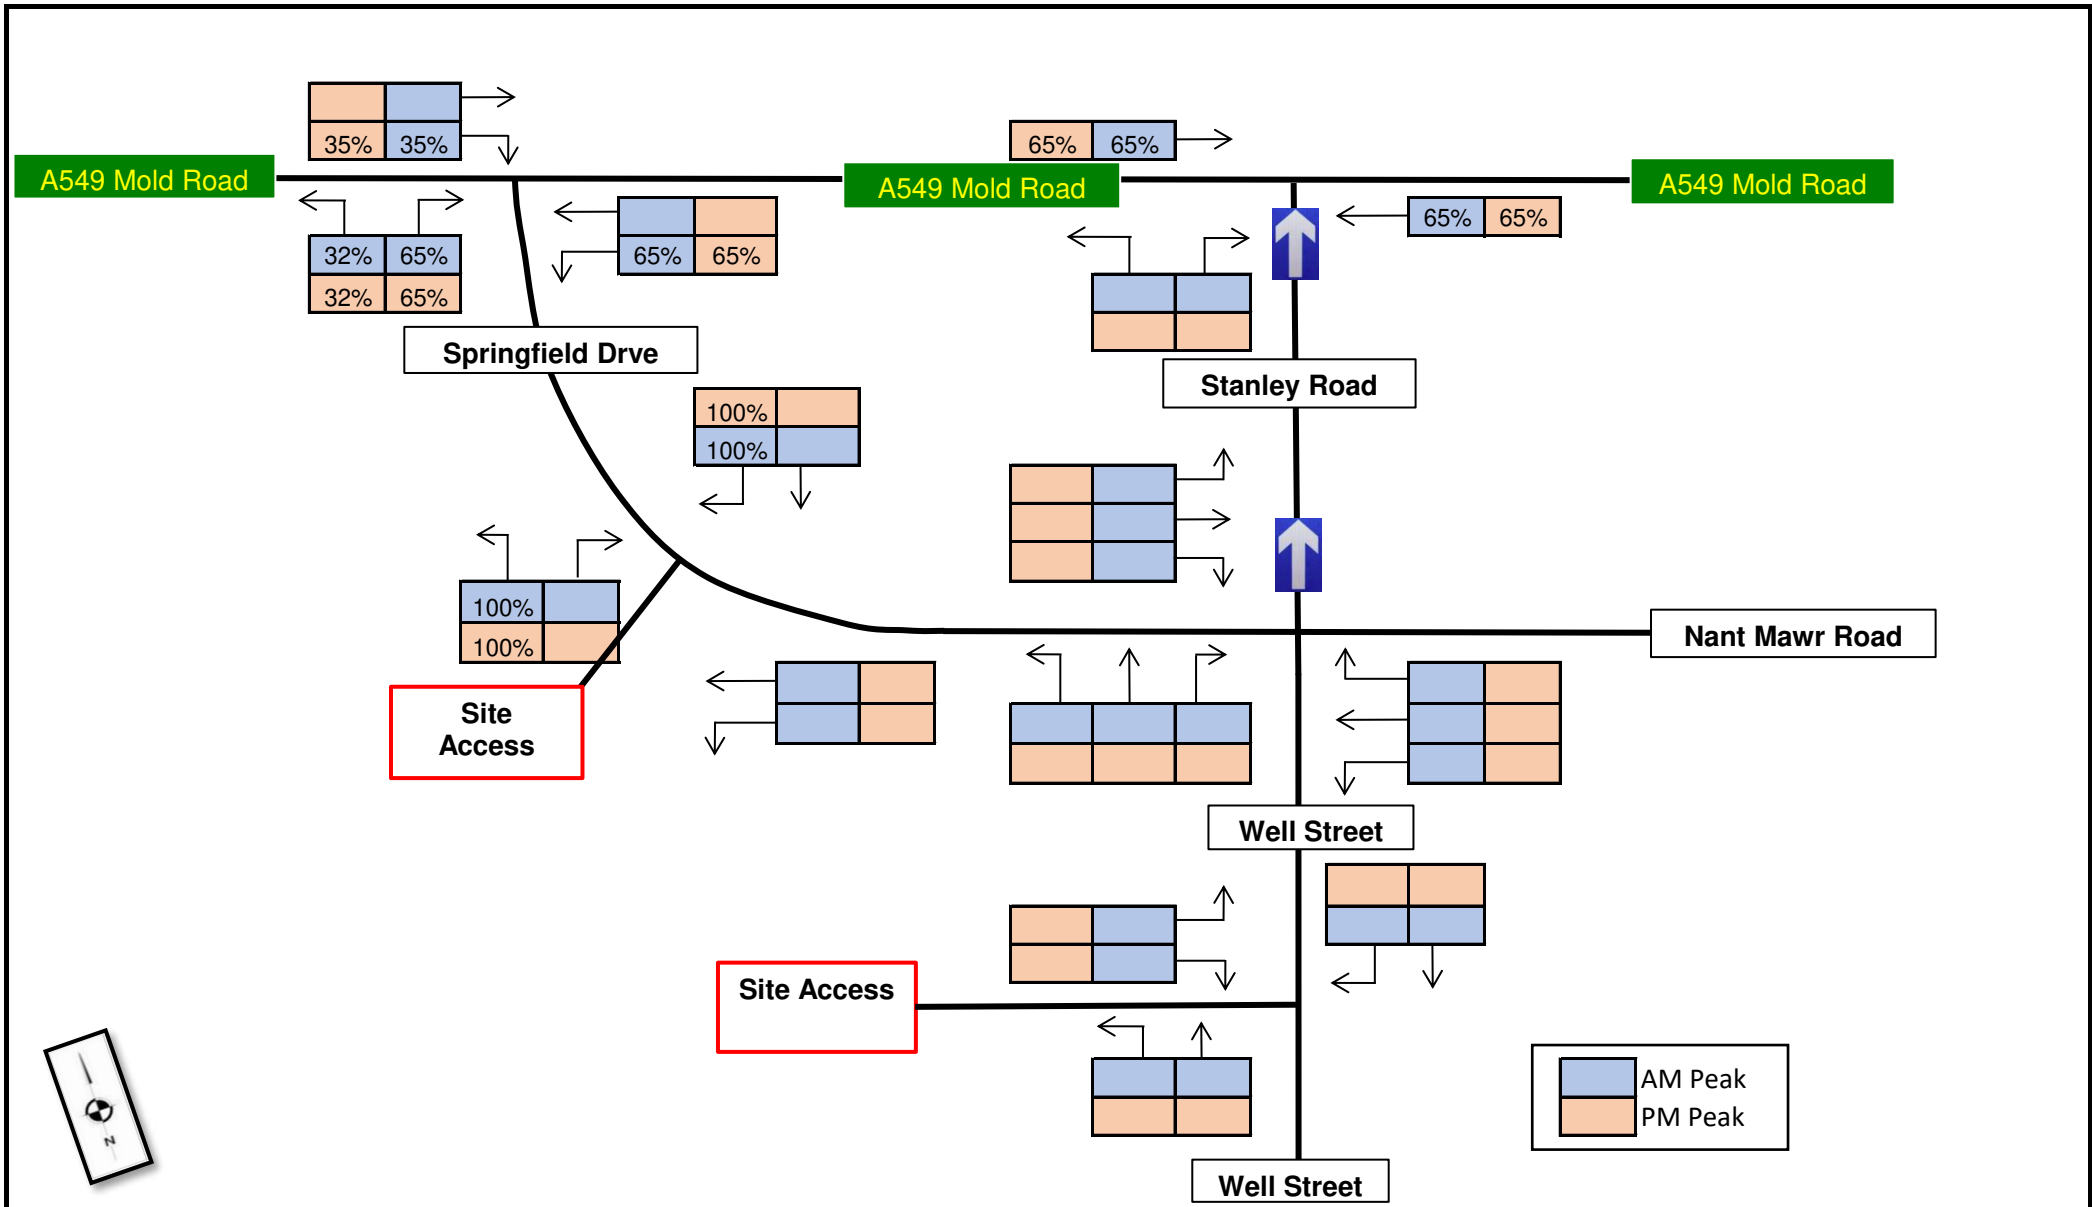 35% 35%
65% 65%
A549 Mold Road
A549 Mold Road
A549 Mold Road
32% 65%
32% 65%
65% 65%
65% 65%
Springfield Drve
Stanley Road
100%
100%
100%
100%
Nant Mawr Road
Site
Access
Well Street
Site Access
N
AM Peak
PM Peak
Well Street